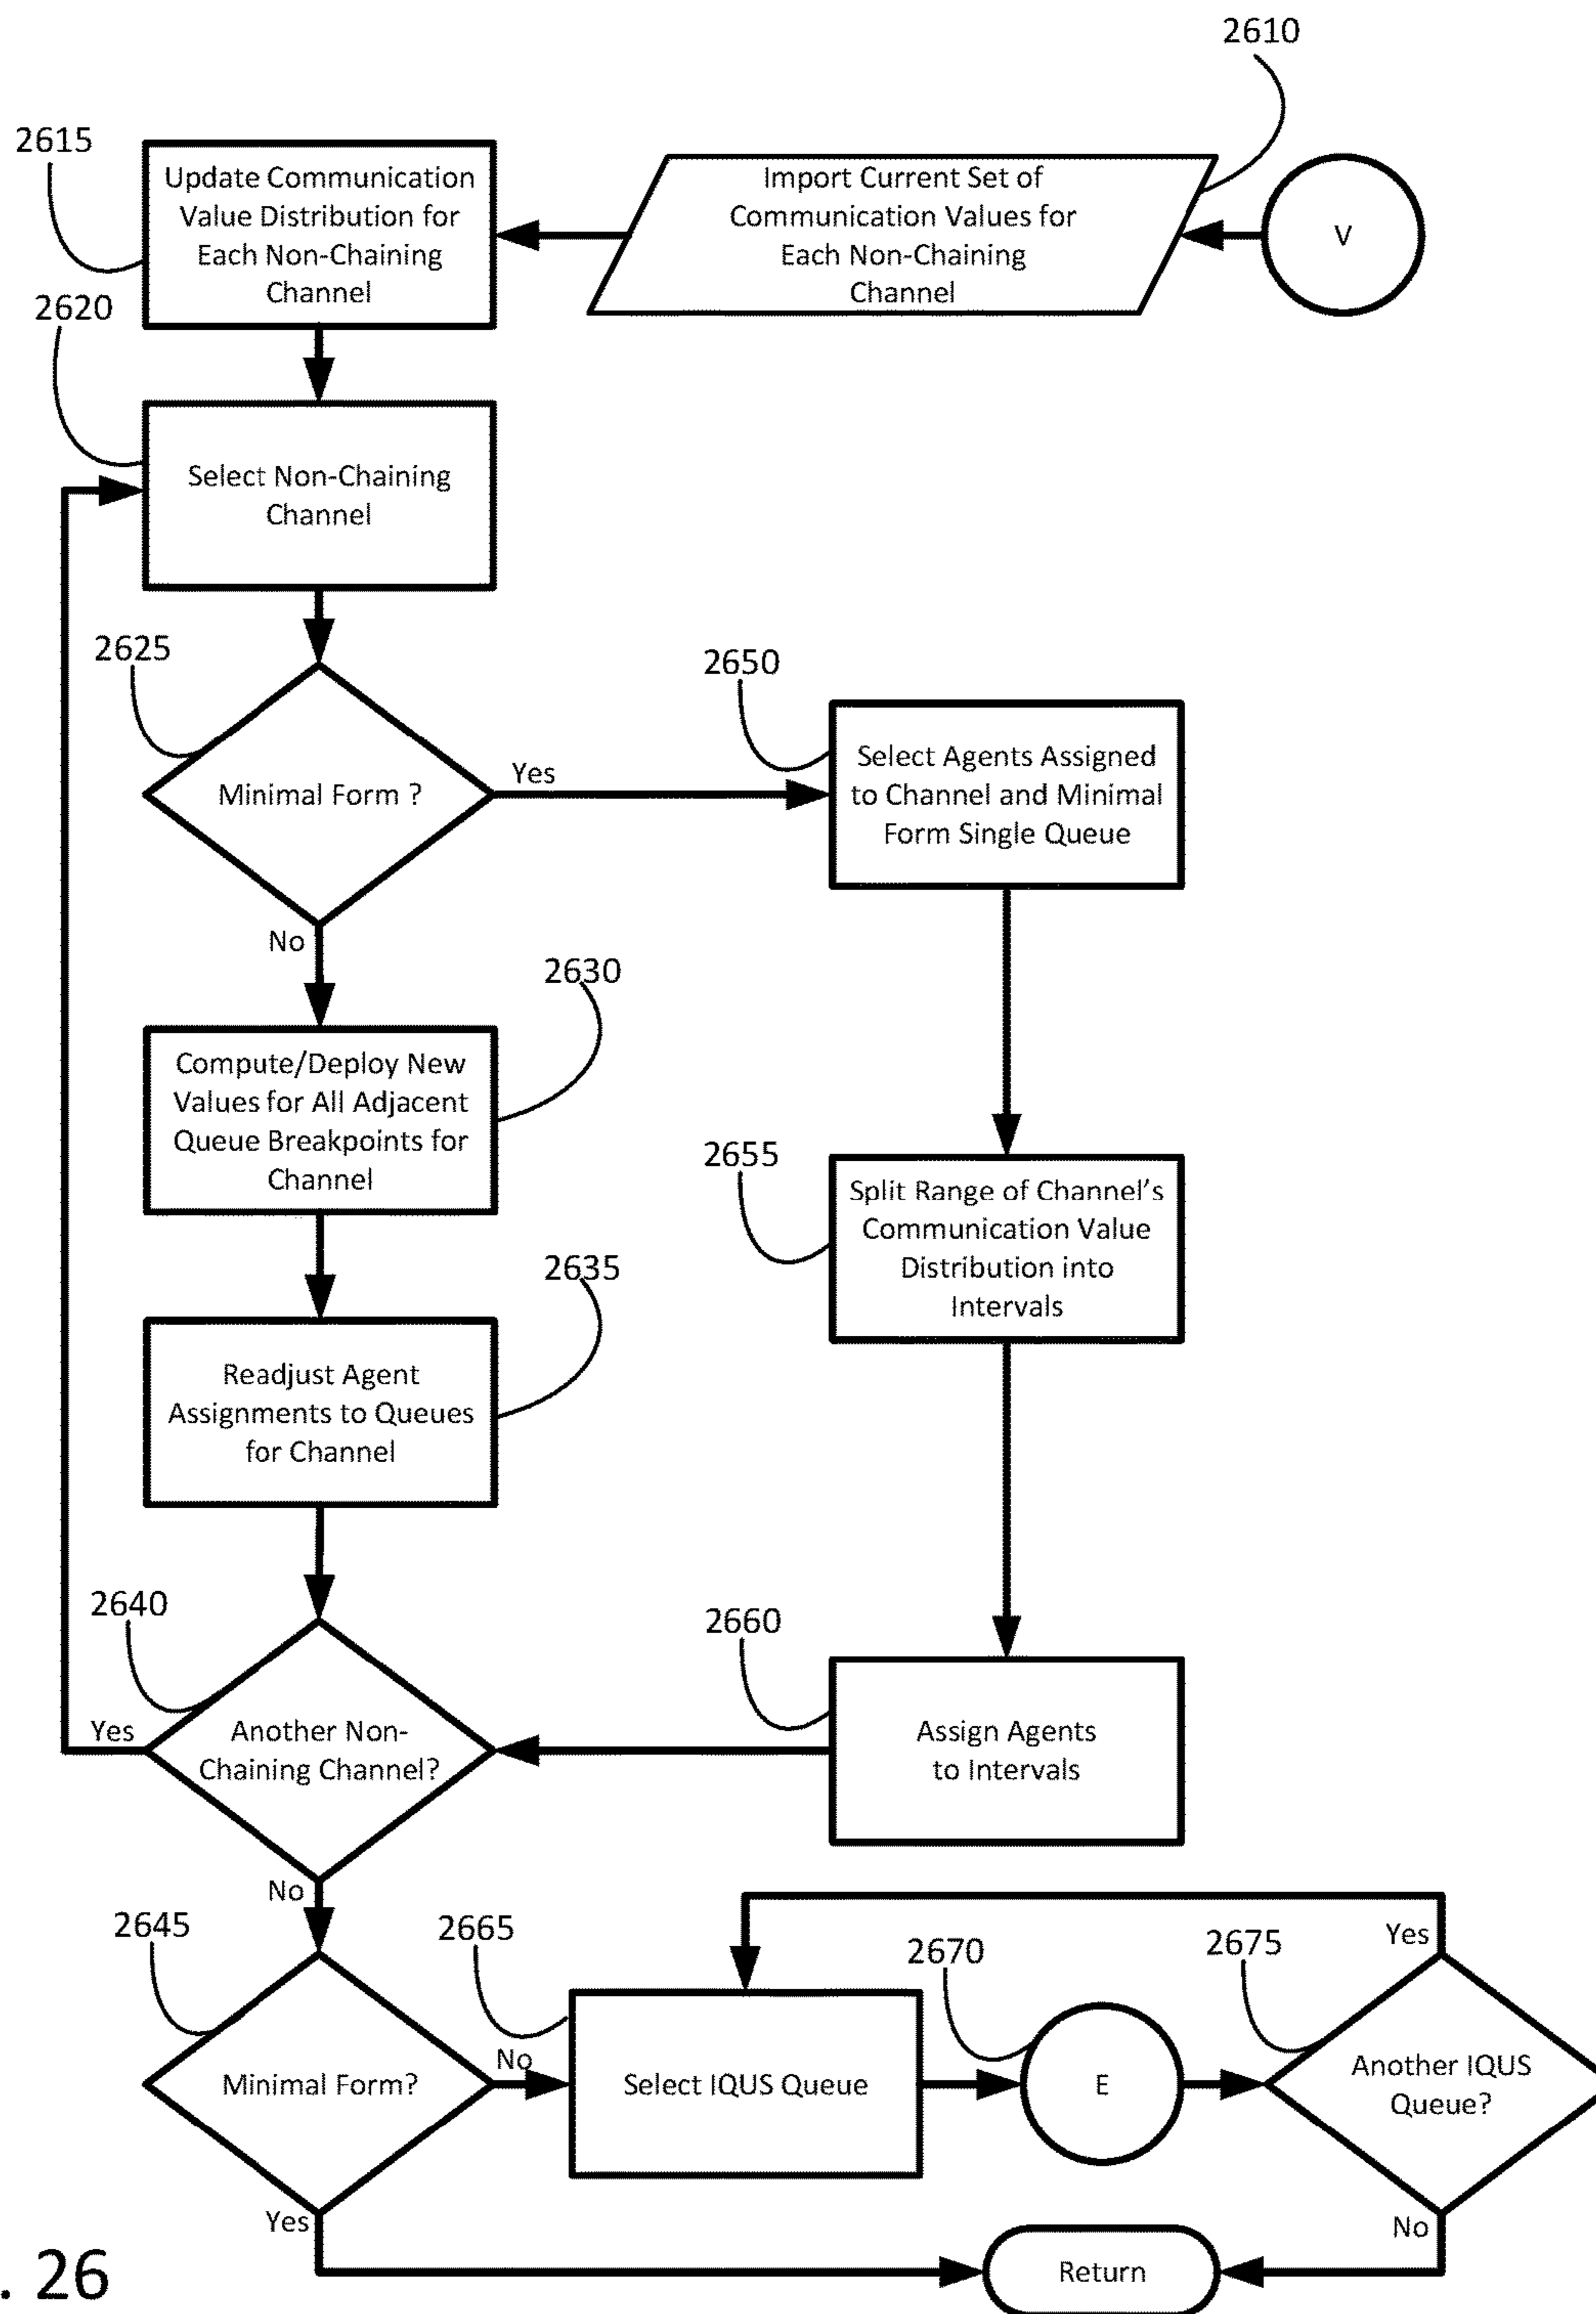 2610
2615
Update Communication
Value Distribution for
Each Non-Chaining
Channel
Import Current Set of
Communication Values for
Each Non-Chaining
Channel
V
2620
Select Non-Chaining
Channel
2625
Minimal Form ?
Yes
No
2650
Select Agents Assigned
to Channel and Minimal
Form Single Queue
2630
Compute/Deploy New
Values for All Adjacent
Queue Breakpoints for
Channel
2655
Split Range of Channel's
Communication Value
Distribution into
Intervals
2635
Readjust Agent
Assignments to Queues
for Channel
2640
Another Non-
Chaining Channel?
Yes
No
2660
Assign Agents
to Intervals
2645
Minimal Form?
No
Yes
2665
Select IQUS Queue
2670
E
2675
Another IQUS
Queue?
Yes
No
Return
. 26